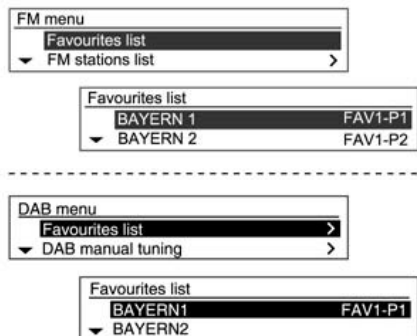 FM menu
Favourites list
FM stations list >
Favourites list
BAYERN 1 FAV1-P1
BAYERN 2 FAV1-P2
DAB menu
Favourites list >
DAB manual tuning >
Favourites list
BAYERN1 FAV1-P1
BAYERN2